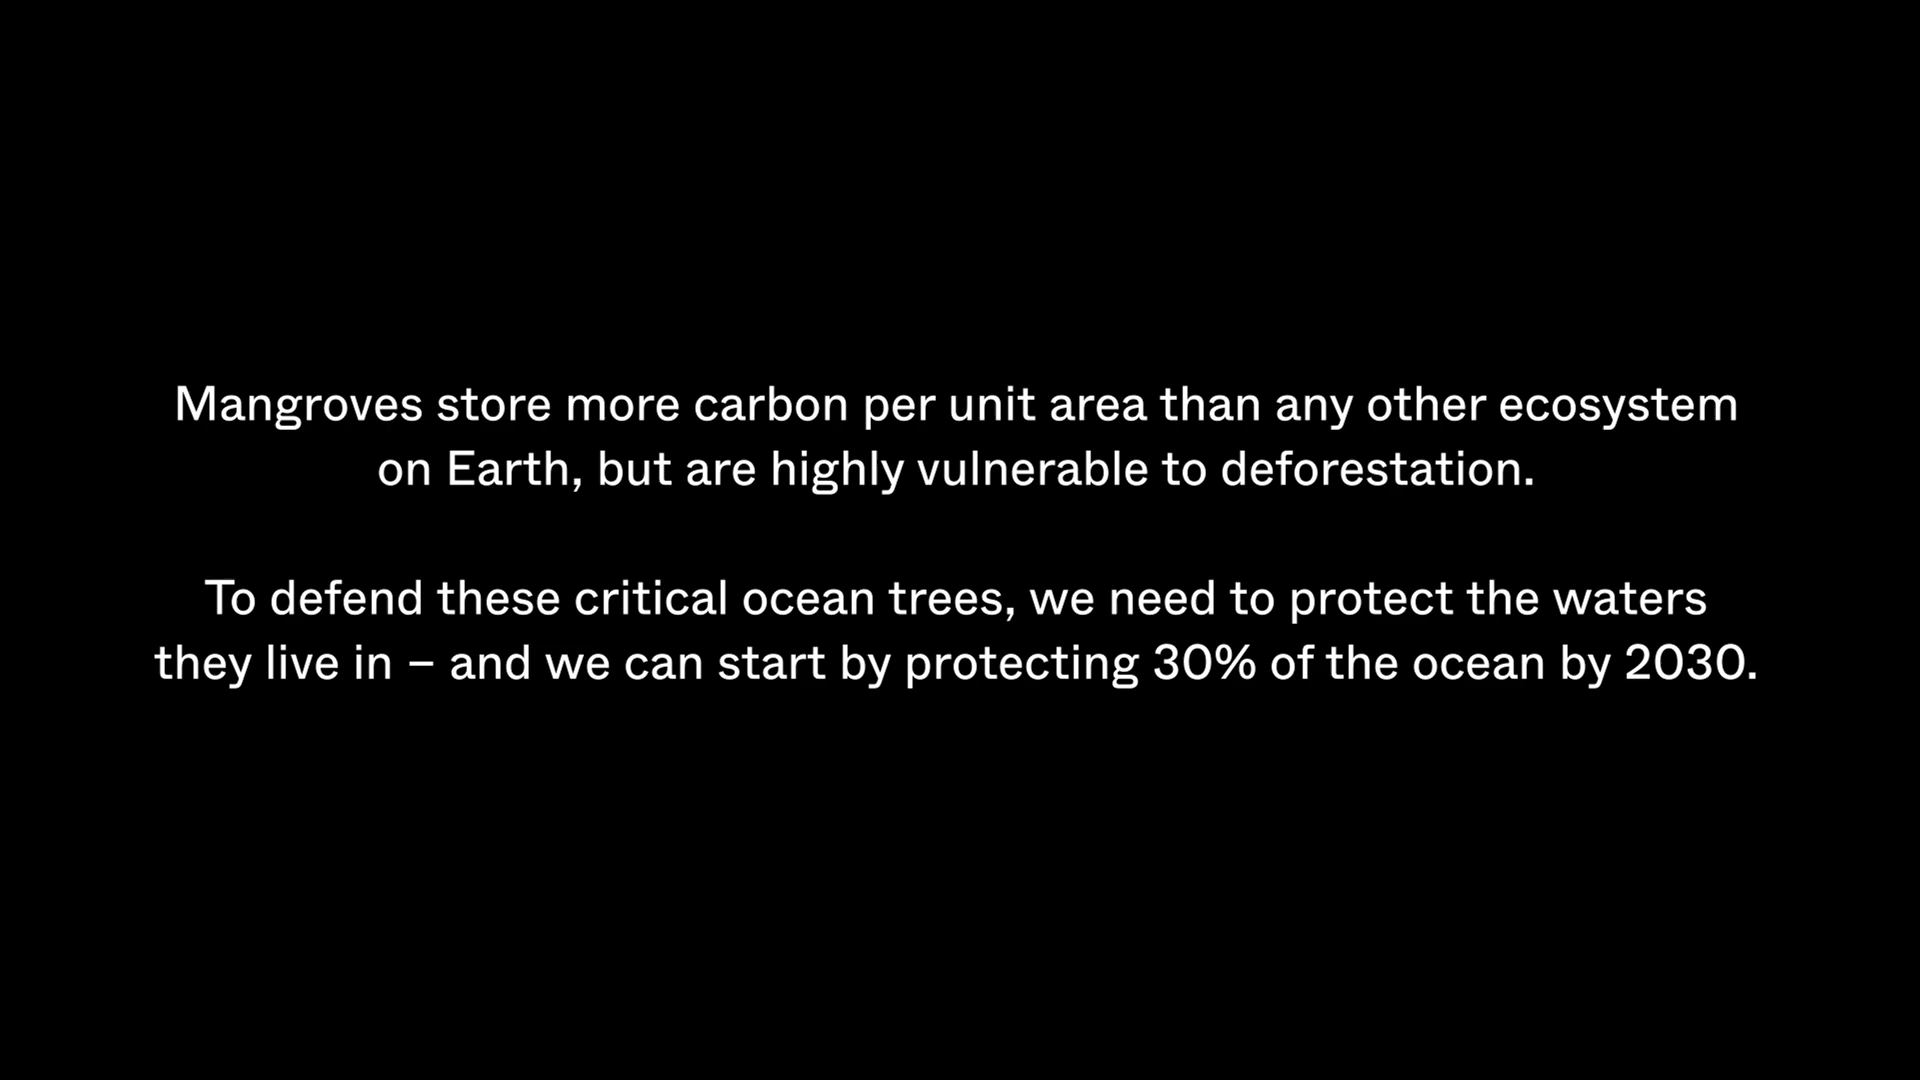 Mangroves store more carbon per unit area than any other ecosystem
on Earth, but are highly vulnerable to deforestation.
To defend these critical ocean trees, we need to protect the waters
they live in – and we can start by protecting 30% of the ocean by 2030.